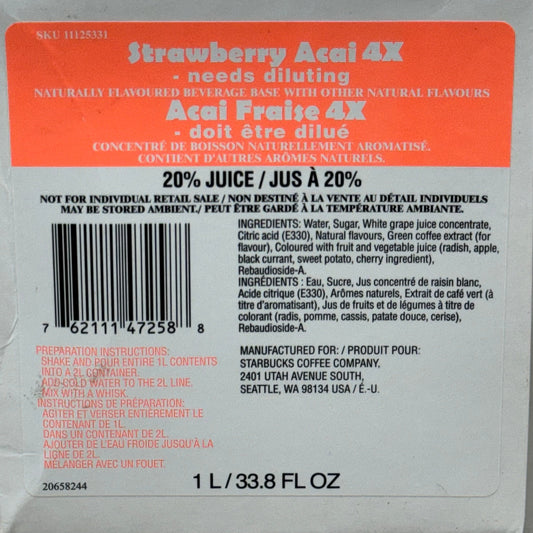 SKU 11125331
Strawberry Acai 4X
- needs diluting
NATURALLY FLAVOURED BEVERAGE BASE WITH OTHER NATURAL FLAVOURS
Acai Fraise 4X
- doit être dilué
CONCENTRÉ DE BOISSON NATURELLEMENT AROMATISÉ.
CONTIENT D'AUTRES ARÔMES NATURELS.
20% JUICE / JUS À 20%
NOT FOR INDIVIDUAL RETAIL SALE / NON DESTINÉ À LA VENTE AU DÉTAIL INDIVIDUELS
MAY BE STORED AMBIENT./ PEUT ÊTRE GARDÉ À LA TEMPÉRATURE AMBIANTE.
INGREDIENTS: Water, Sugar, White grape juice concentrate,
Citric acid (E330), Natural flavours, Green coffee extract (for
flavour), Coloured with fruit and vegetable juice (radish, apple,
black currant, sweet potato, cherry ingredient),
Rebaudioside-A.
INGRÉDIENTS : Eau, Sucre, Jus concentré de raisin blanc,
Acide citrique (E330), Arômes naturels, Extrait de café vert (à
titre d'aromatisant), Jus de fruits et de légumes à titre de
colorant (radis, pomme, cassis, patate douce, cerise),
Rebaudioside-A.
7 62111 47258 8
MANUFACTURED FOR: / PRODUIT POUR:
STARBUCKS COFFEE COMPANY,
2401 UTAH AVENUE SOUTH,
SEATTLE, WA 98134 USA / É.-U.
PREPARATION INSTRUCTIONS:
SHAKE AND POUR ENTIRE 1L CONTENTS
INTO A 2L CONTAINER.
ADD COLD WATER TO THE 2L LINE.
MIX WITH A WHISK.
INSTRUCTIONS DE PRÉPARATION:
AGITER ET VERSER ENTIÈREMENT LE
CONTENANT DE 1L
DANS UN CONTENANT DE 2L.
AJOUTER DE L'EAU FROIDE JUSQU'À LA
LIGNE DE 2L.
MÉLANGER AVEC UN FOUET.
20658244
1 L / 33.8 FL OZ